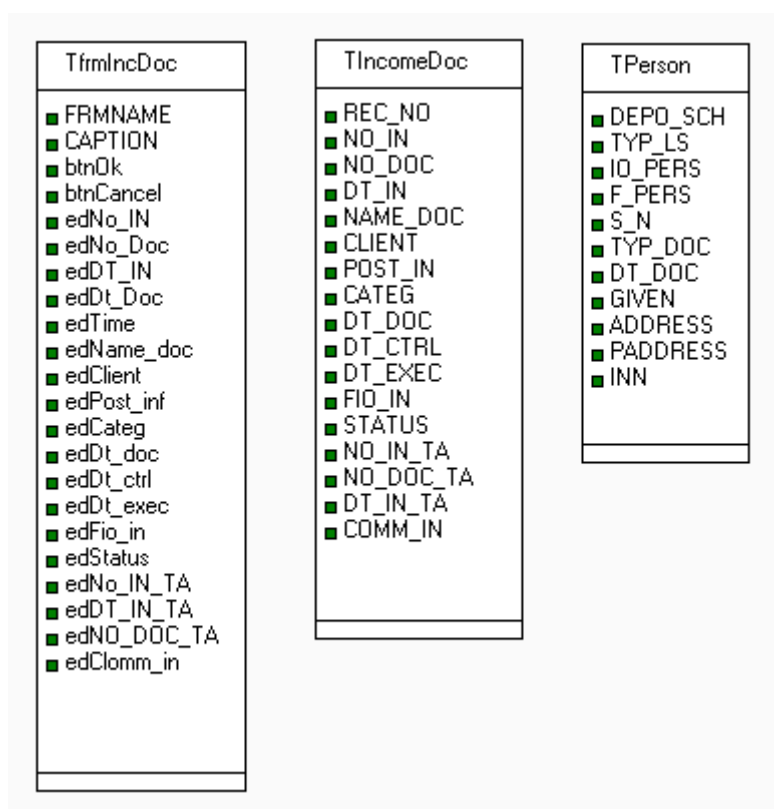 TfrmIncDoc
FRMNAME
CAPTION
btnOk
btnCancel
edNo_IN
edNo_Doc
edDT_IN
edDt_Doc
edTime
edName_doc
edClient
edPost_inf
edCateg
edDt_doc
edDt_ctrl
edDt_exec
edFio_in
edStatus
edNo_IN_TA
edDT_IN_TA
edNO_DOC_TA
edClomm_in
TIncomeDoc
REC_NO
NO_IN
NO_DOC
DT_IN
NAME_DOC
CLIENT
POST_IN
CATEG
DT_DOC
DT_CTRL
DT_EXEC
FIO_IN
STATUS
NO_IN_TA
NO_DOC_TA
DT_IN_TA
COMM_IN
TPerson
DEPO_SCH
TYP_LS
IO_PERS
F_PERS
S_N
TYP_DOC
DT_DOC
GIVEN
ADDRESS
PADDRESS
INN